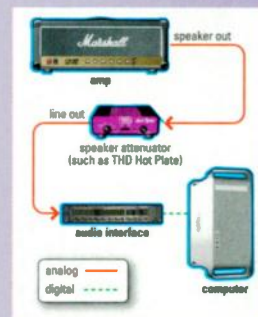 Marshall
speaker out
amp
line out
speaker attenuator
(such as THD Hot Plate)
audio interface
computer
analog
digital